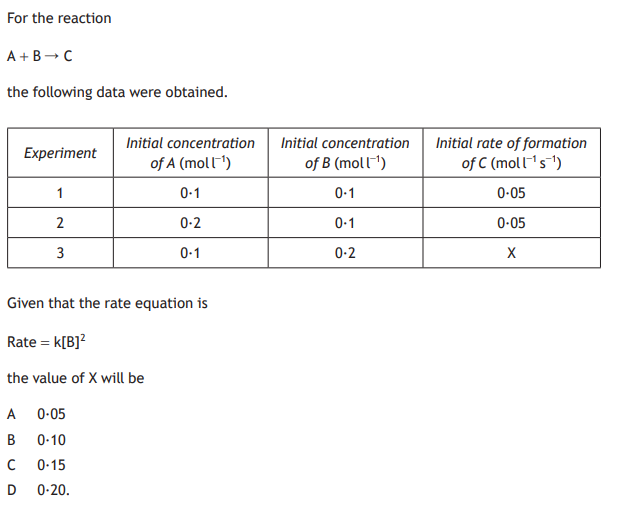 For the reaction
A + B → C
the following data were obtained.
Experiment Initial concentration of A (mol l⁻¹) Initial concentration of B (mol l⁻¹) Initial rate of formation of C (mol l⁻¹ s⁻¹)
1 0·1 0·1 0·05
2 0·2 0·1 0·05
3 0·1 0·2 X
Given that the rate equation is
Rate = k[B]²
the value of X will be
A 0·05
B 0·10
C 0·15
D 0·20.